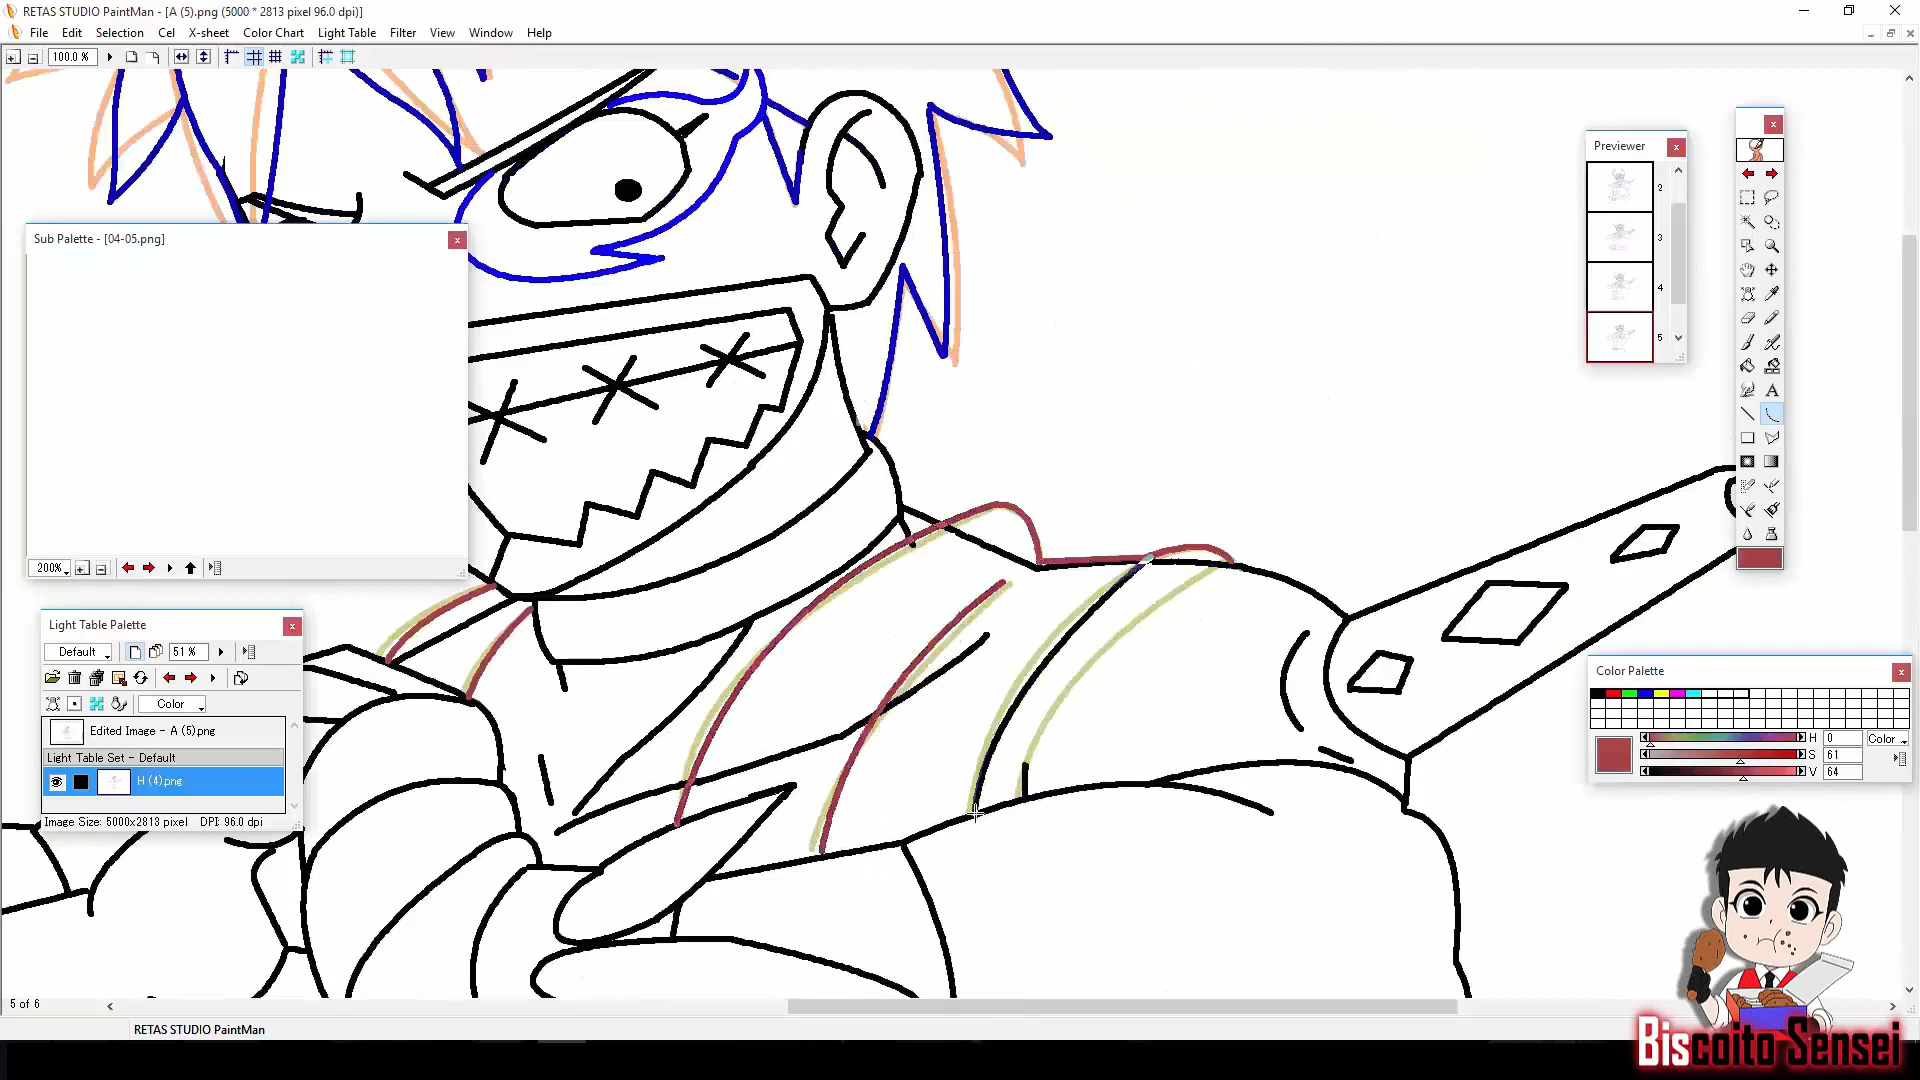 RETAS STUDIO PaintMan - [A (5).png (5000 * 2813 pixel 96.0 dpi)]
File Edit Selection Cel X-sheet Color Chart Light Table Filter View Window Help
100.0 %
Previewer
2
3
4
5
Sub Palette - [04-05.png]
200%
Light Table Palette
Default
51 %
Color
Edited Image - A (5).png
Light Table Set - Default
H (4).png
Image Size: 5000x2813 pixel DPI: 96.0 dpi
A
Color Palette
H 0 Color
S 61
V 64
5 of 6
RETAS STUDIO PaintMan
Biscoito Sensei